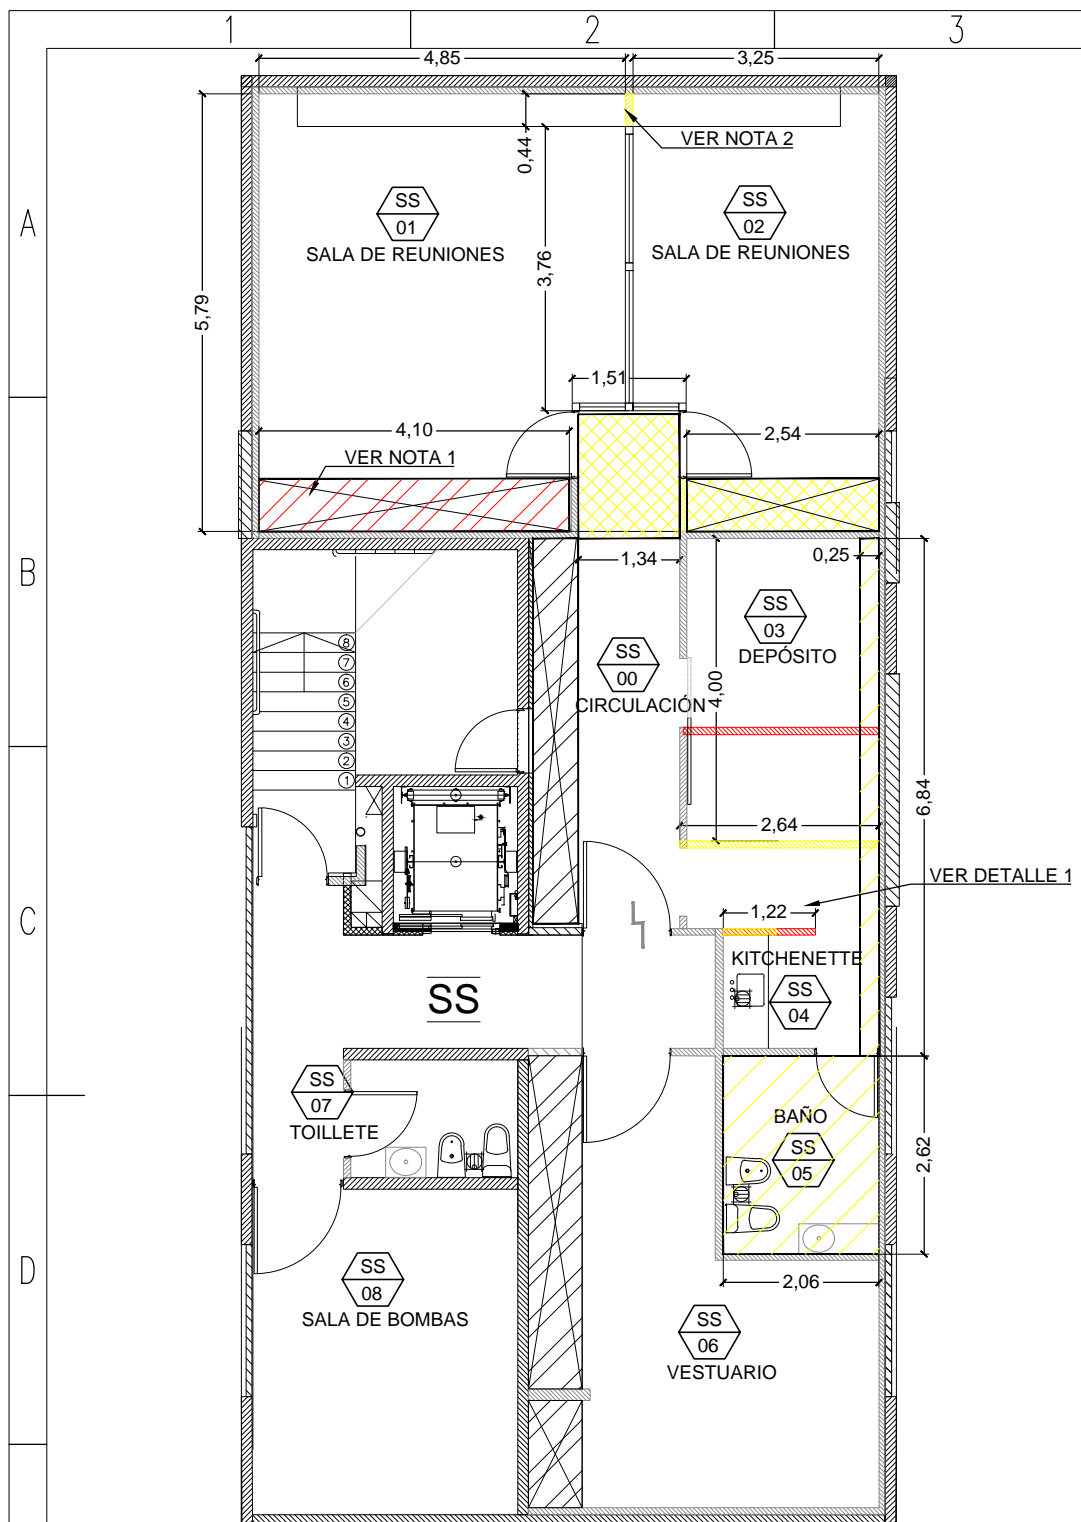 1
2
3
4,85
3,25
VER NOTA 2
0,44
A
SS
01
SALA DE REUNIONES
SS
02
SALA DE REUNIONES
3,76
5,79
1,51
4,10
2,54
VER NOTA 1
B
1,34
0,25
SS
03
DEPÓSITO
SS
00
CIRCULACIÓN
4,00
8
7
6
5
4
3
2
1
6,84
2,64
VER DETALLE 1
C
1,22
KITCHENETTE
SS
04
SS
SS
07
TOILLETE
BAÑO
SS
05
2,62
D
2,06
SS
08
SALA DE BOMBAS
SS
06
VESTUARIO